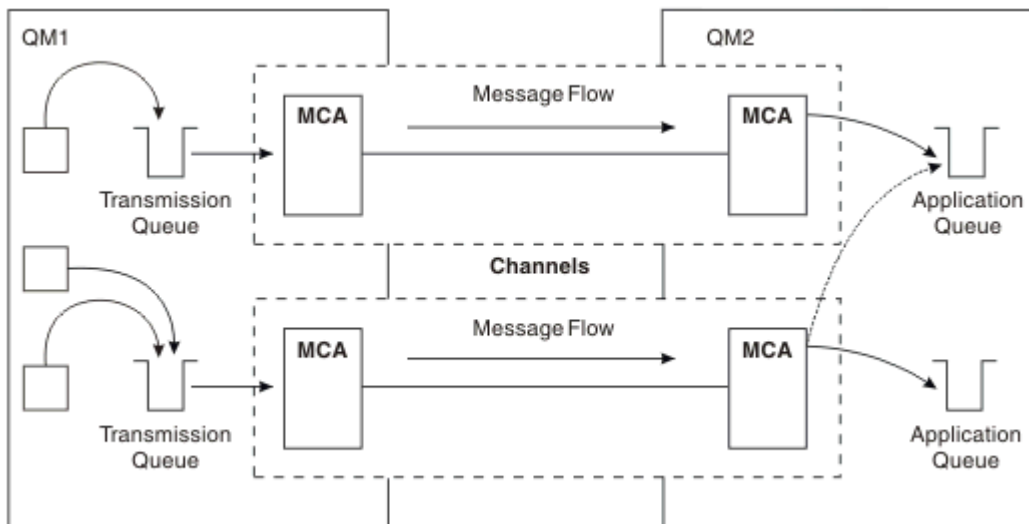 QM1
QM2
MCA
Message Flow
MCA
Transmission
Queue
Application
Queue
Channels
MCA
Message Flow
MCA
Transmission
Queue
Application
Queue